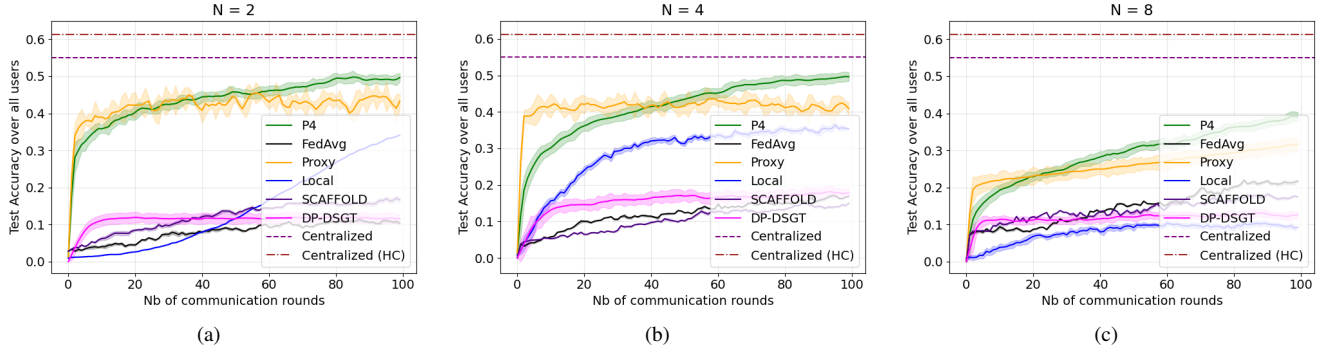 N = 2
Test Accuracy over all users
0.6
0.5
0.4
0.3
0.2
0.1
0.0
P4
FedAvg
Proxy
Local
SCAFFOLD
DP-DSGT
Centralized
Centralized (HC)
0 20 40 60 80 100
Nb of communication rounds
(a)
N = 4
Test Accuracy over all users
0.6
0.5
0.4
0.3
0.2
0.1
0.0
P4
FedAvg
Proxy
Local
SCAFFOLD
DP-DSGT
Centralized
Centralized (HC)
0 20 40 60 80 100
Nb of communication rounds
(b)
N = 8
Test Accuracy over all users
0.6
0.5
0.4
0.3
0.2
0.1
0.0
P4
FedAvg
Proxy
Local
SCAFFOLD
DP-DSGT
Centralized
Centralized (HC)
0 20 40 60 80 100
Nb of communication rounds
(c)